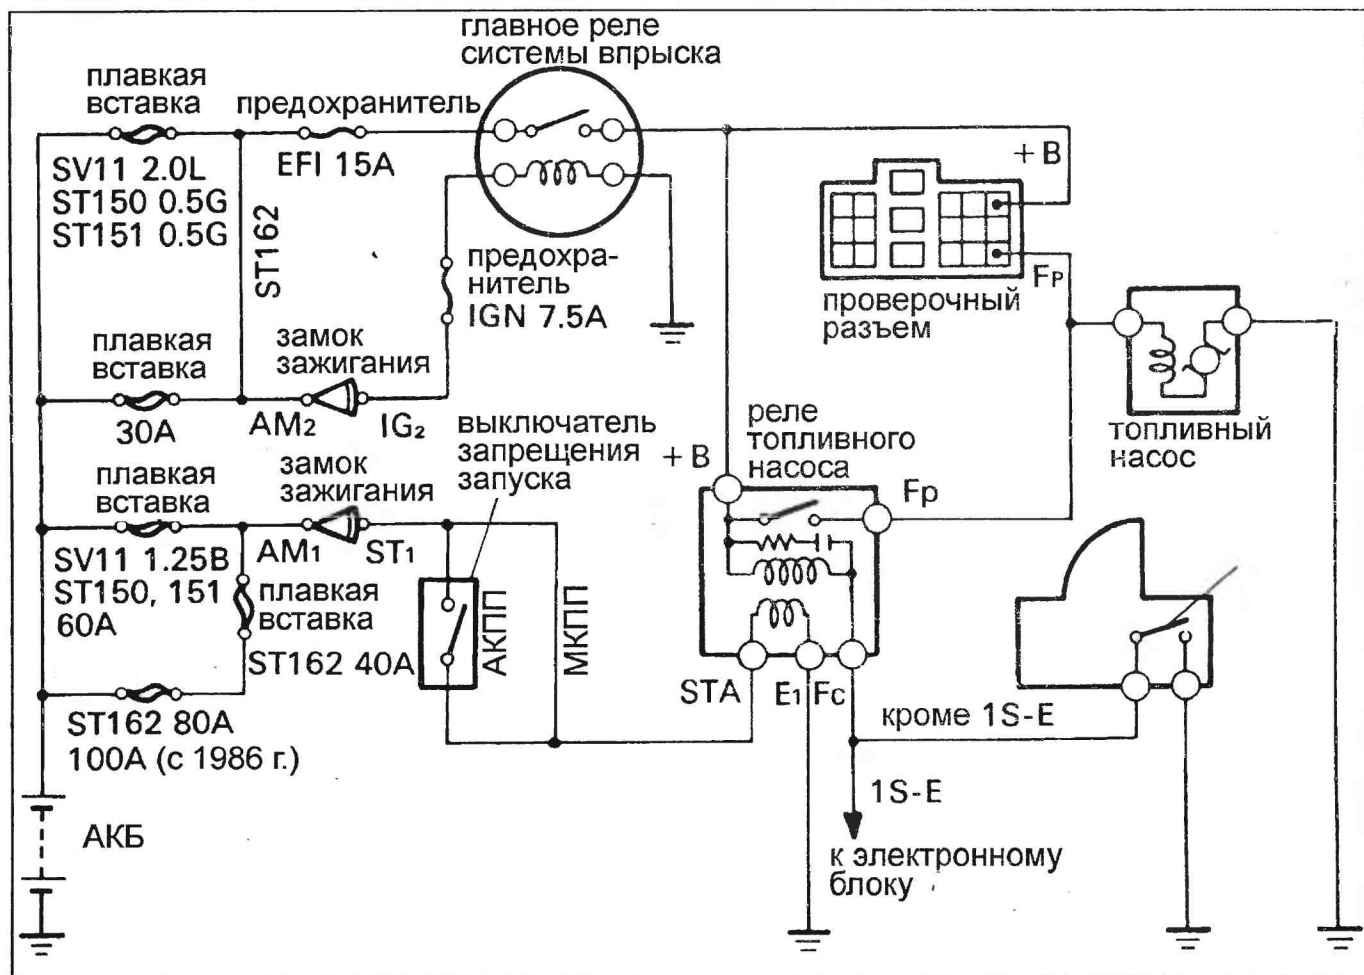 главное реле
системы впрыска
плавкая
вставка
предохранитель
SV11 2.0L
ST150 0.5G
ST151 0.5G
EFI 15A
ST162
предохра-
нитель
IGN 7.5A
+ B
проверочный
разъем
FP
плавкая
вставка
30A
замок
зажигания
AM2
IG2
выключатель
запрещения
запуска
+ B
реле
топливного
насоса
Fp
топливный
насос
плавкая
вставка
замок
зажигания
SV11 1.25B
ST150, 151
60A
AM1
ST1
плавкая
вставка
ST162 40A
АКПП
МКПП
STA
E1
Fc
кроме 1S-E
ST162 80A
100A (с 1986 г.)
1S-E
АКБ
к электронному
блоку